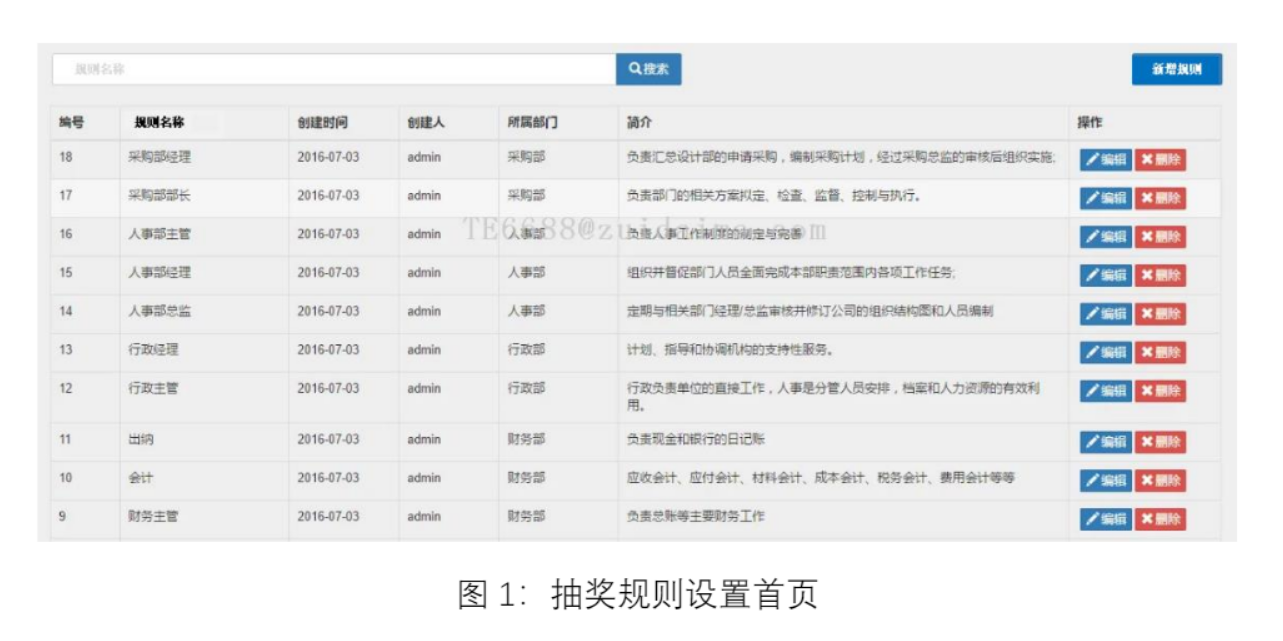 规则名称 搜索 新增规则
编号 规则名称 创建时间 创建人 所属部门 简介 操作
18 采购部经理 2016-07-03 admin 采购部 负责汇总设计部的申请采购，编制采购计划，经过采购总监的审核后组织实施; 编辑 删除
17 采购部部长 2016-07-03 admin 采购部 负责部门的相关方案拟定、检查、监督、控制与执行。 编辑 删除
16 人事部主管 2016-07-03 admin 人事部 负责人事工作制度的制定与完善 编辑 删除
15 人事部经理 2016-07-03 admin 人事部 组织并督促部门人员全面完成本部职责范围内各项工作任务; 编辑 删除
14 人事部总监 2016-07-03 admin 人事部 定期与相关部门经理/总监审核并修订公司的组织结构图和人员编制 编辑 删除
13 行政经理 2016-07-03 admin 行政部 计划、指导和协调机构的支持性服务。 编辑 删除
12 行政主管 2016-07-03 admin 行政部 行政负责单位的直接工作，人事是分管人员安排，档案和人力资源的有效利 编辑 删除
用。
11 出纳 2016-07-03 admin 财务部 负责现金和银行的日记账 编辑 删除
10 会计 2016-07-03 admin 财务部 应收会计、应付会计、材料会计、成本会计、税务会计、费用会计等等 编辑 删除
9 财务主管 2016-07-03 admin 财务部 负责总账等主要财务工作 编辑 删除
图 1：抽奖规则设置首页